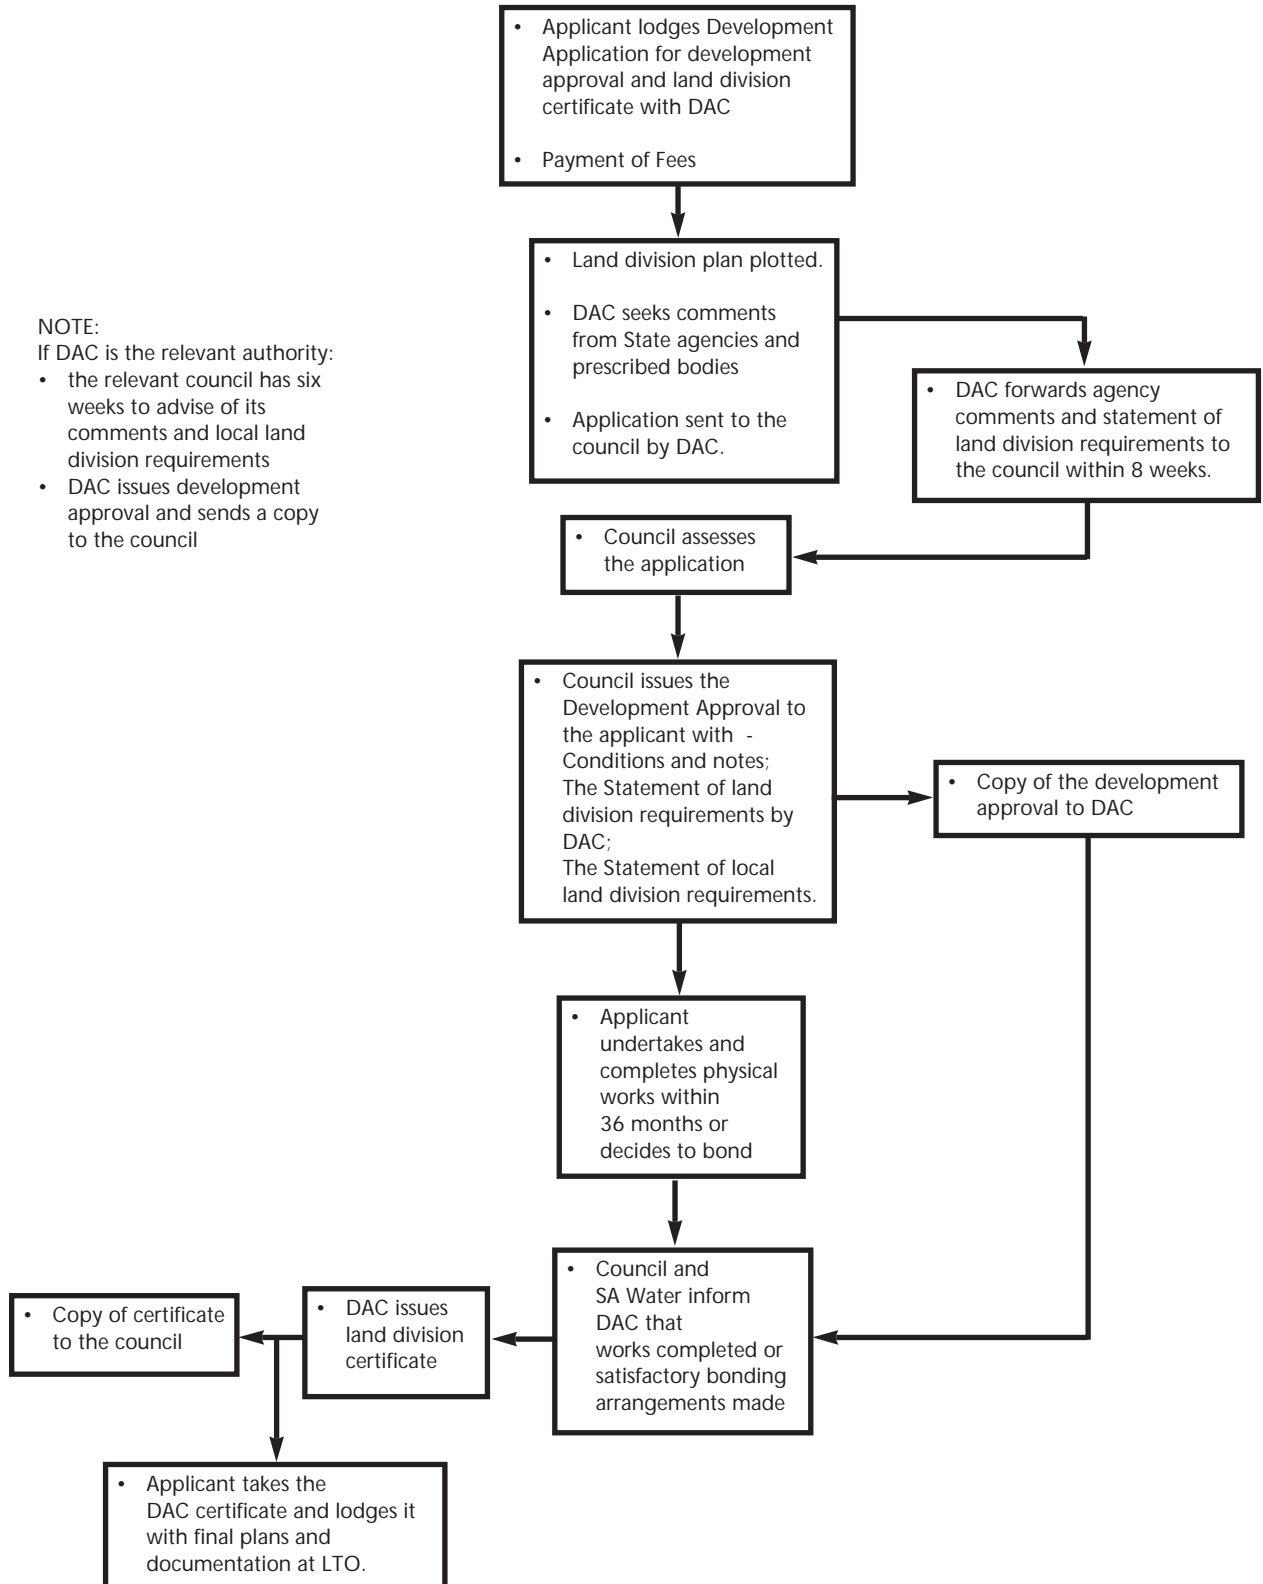 • Applicant lodges Development
Application for development
approval and land division
certificate with DAC
• Payment of Fees
• Land division plan plotted.
• DAC seeks comments
from State agencies and
prescribed bodies
• Application sent to the
council by DAC.
NOTE:
If DAC is the relevant authority:
• the relevant council has six
weeks to advise of its
comments and local land
division requirements
• DAC issues development
approval and sends a copy
to the council
• DAC forwards agency
comments and statement of
land division requirements to
the council within 8 weeks.
• Council assesses
the application
• Council issues the
Development Approval to
the applicant with -
Conditions and notes;
The Statement of land
division requirements by
DAC;
The Statement of local
land division requirements.
• Copy of the development
approval to DAC
• Applicant
undertakes and
completes physical
works within
36 months or
decides to bond
• Council and
SA Water inform
DAC that
works completed or
satisfactory bonding
arrangements made
• DAC issues
land division
certificate
• Copy of certificate
to the council
• Applicant takes the
DAC certificate and lodges it
with final plans and
documentation at LTO.